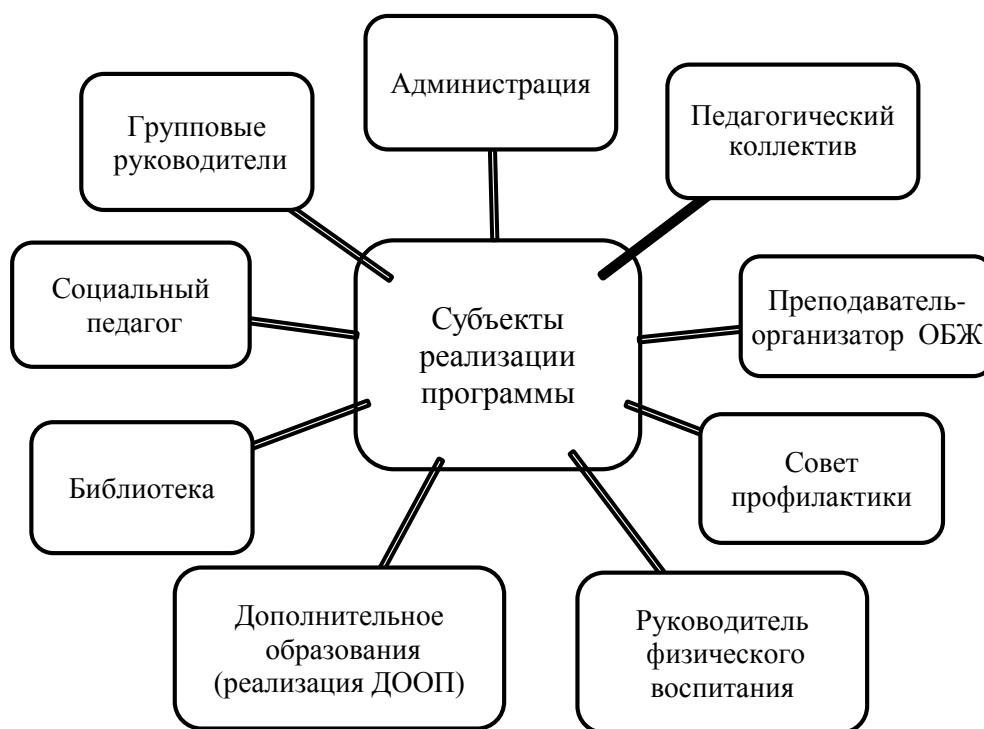 Администрация
Групповые
руководители
Педагогический
коллектив
Социальный
педагог
Субъекты
реализации
программы
Преподаватель-
организатор ОБЖ
Библиотека
Совет
профилактики
Дополнительное
образования
(реализация ДООП)
Руководитель
физического
воспитания